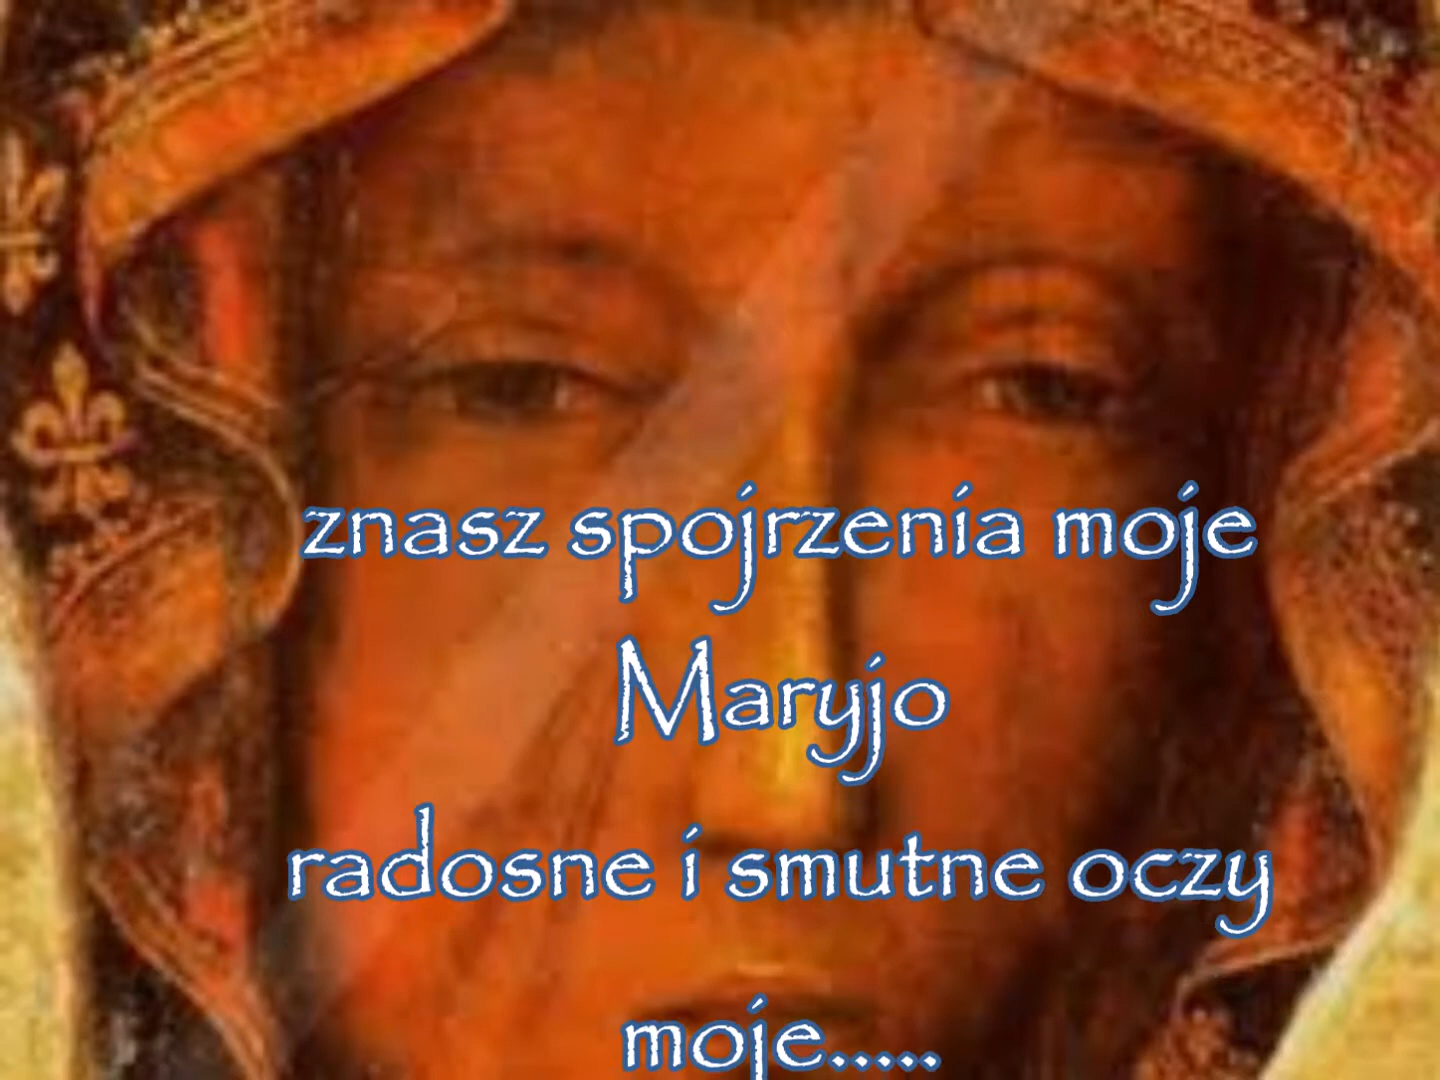 znasz spojrzenia moje
Maryjo
radosne i smutne oczy
moje.....